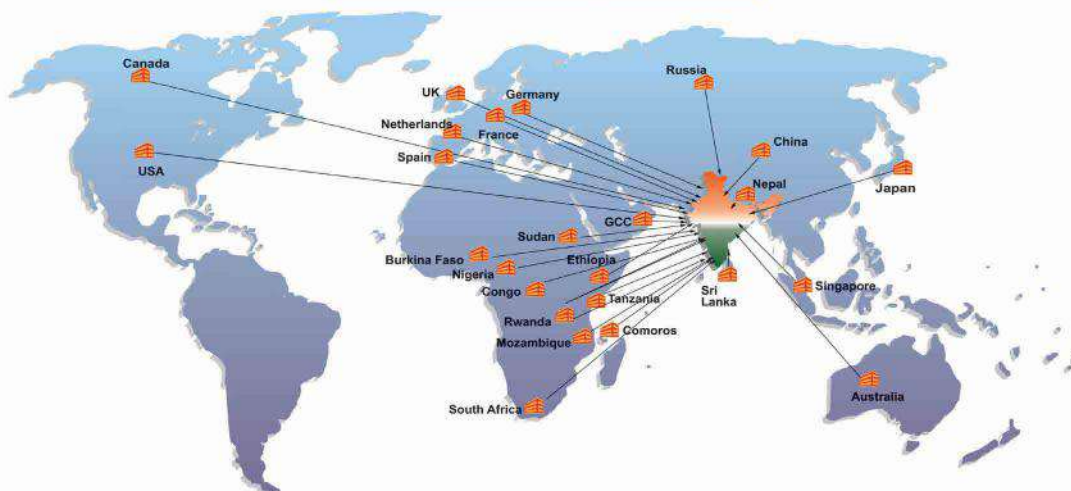 Canada
Russia
UK
Germany
Netherlands
France
China
Spain
USA
Nepal
Japan
GCC
Sudan
Burkina Faso
Ethiopia
Nigeria
Sri
Lanka
Singapore
Congo
Tanzania
Rwanda
Comoros
Mozambique
Australia
South Africa